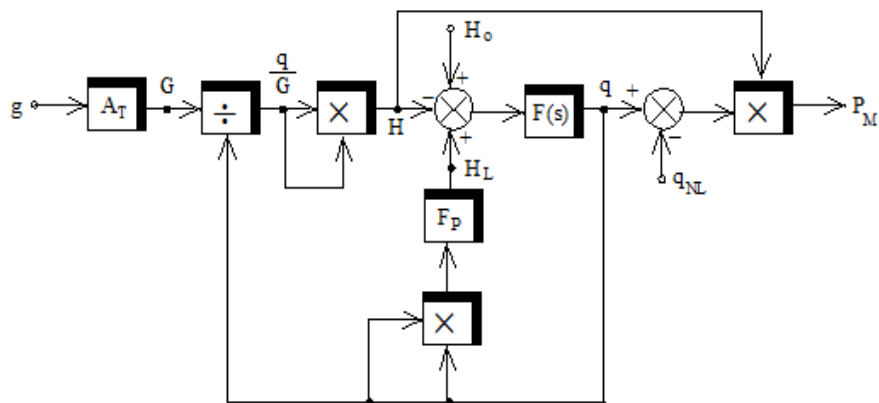 H_o
g
A_T
G
÷
q/G
×
H
−
+
+
F(s)
q
+
−
×
P_M
q_NL
H_L
F_P
×